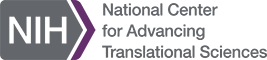 NIH
National Center
for Advancing
Translational Sciences